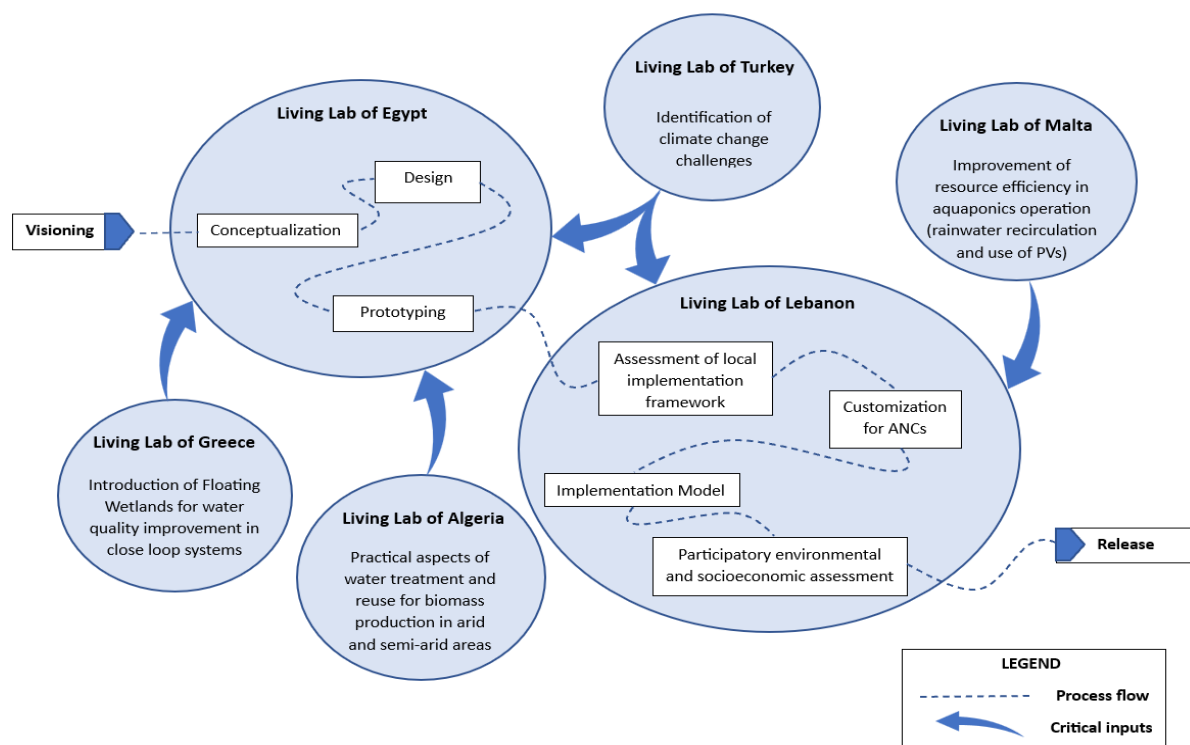 Living Lab of Turkey
Identification of
climate change
challenges
Living Lab of Egypt
Design
Conceptualization
Prototyping
Visioning
Living Lab of Malta
Improvement of
resource efficiency in
aquaponics operation
(rainwater recirculation
and use of PVs)
Living Lab of Lebanon
Assessment of local
implementation
framework
Customization
for ANCs
Implementation Model
Participatory environmental
and socioeconomic assessment
Release
Living Lab of Greece
Introduction of Floating
Wetlands for water
quality improvement in
close loop systems
Living Lab of Algeria
Practical aspects of
water treatment and
reuse for biomass
production in arid
and semi-arid areas
LEGEND
Process flow
Critical inputs